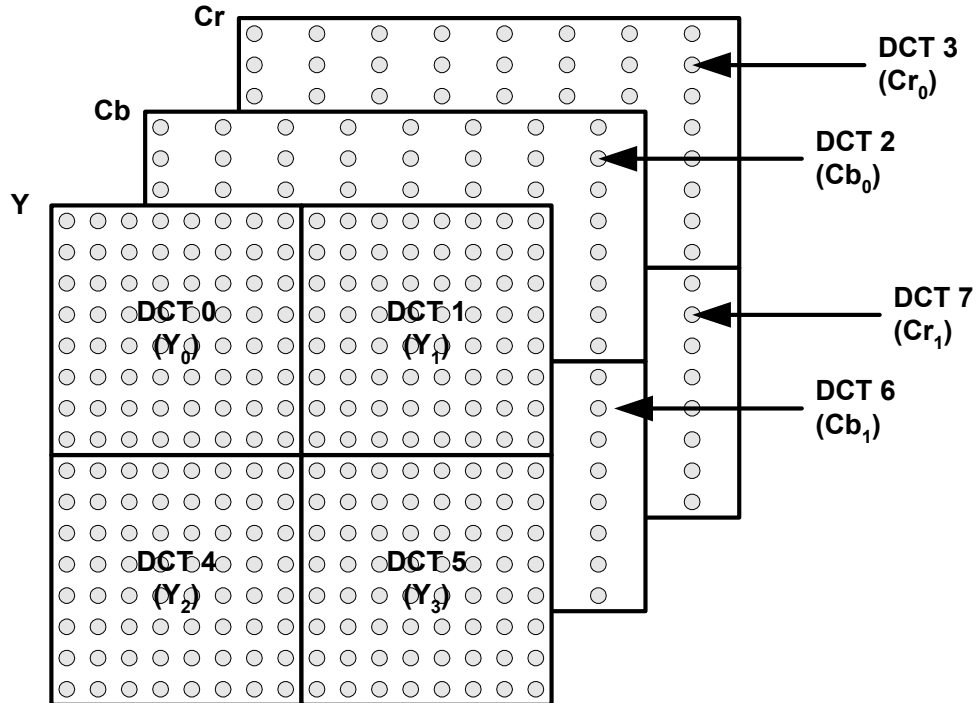 Cr
DCT 3
(Cr0)
Cb
DCT 2
(Cb0)
Y
DCT 0
(Y0)
DCT 1
(Y1)
DCT 7
(Cr1)
DCT 6
(Cb1)
DCT 4
(Y2)
DCT 5
(Y3)